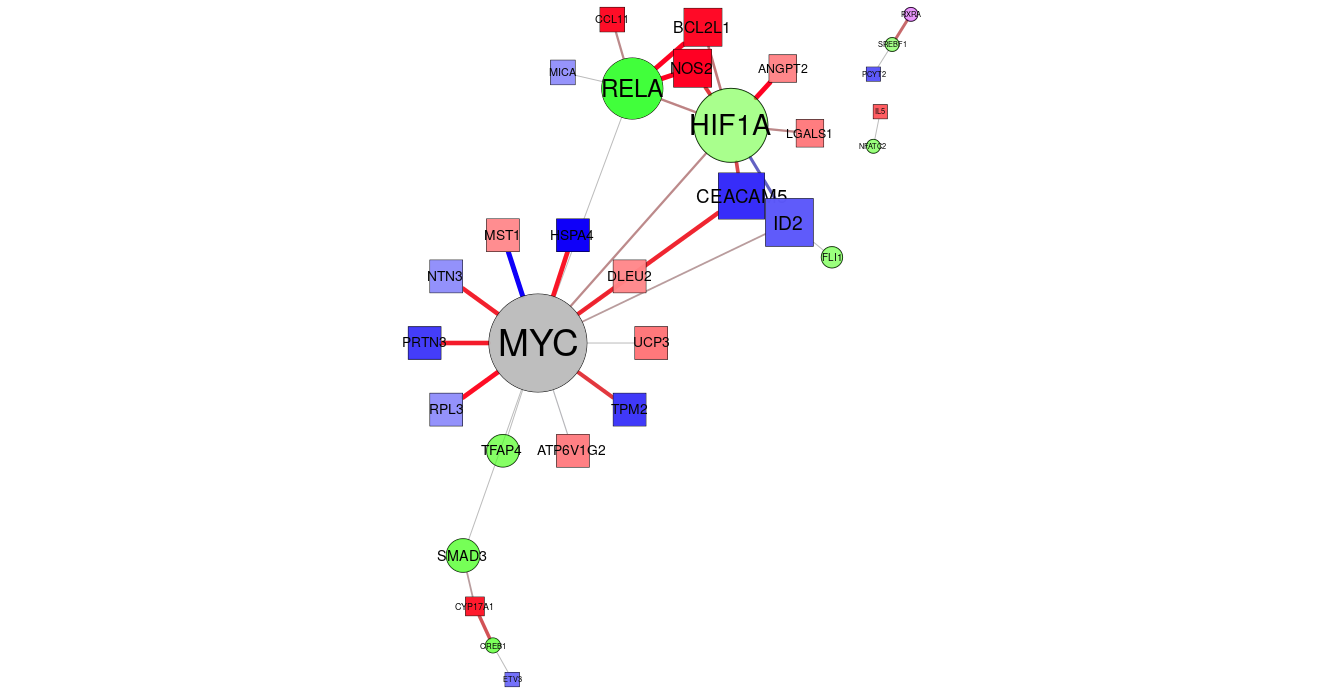 CCL11
BCL2L1
RXRA
SREBF1
MICA
NOS2
ANGPT2
PCYT2
RELA
IL5
HIF1A
LGALS1
NFATC2
CEACAM5
ID2
MST1
HSPA4
FLI1
NTN3
DLEU2
PRTN3
MYC
UCP3
RPL3
TPM2
TFAP4
ATP6V1G2
SMAD3
CYP17A1
CREB1
ETV3